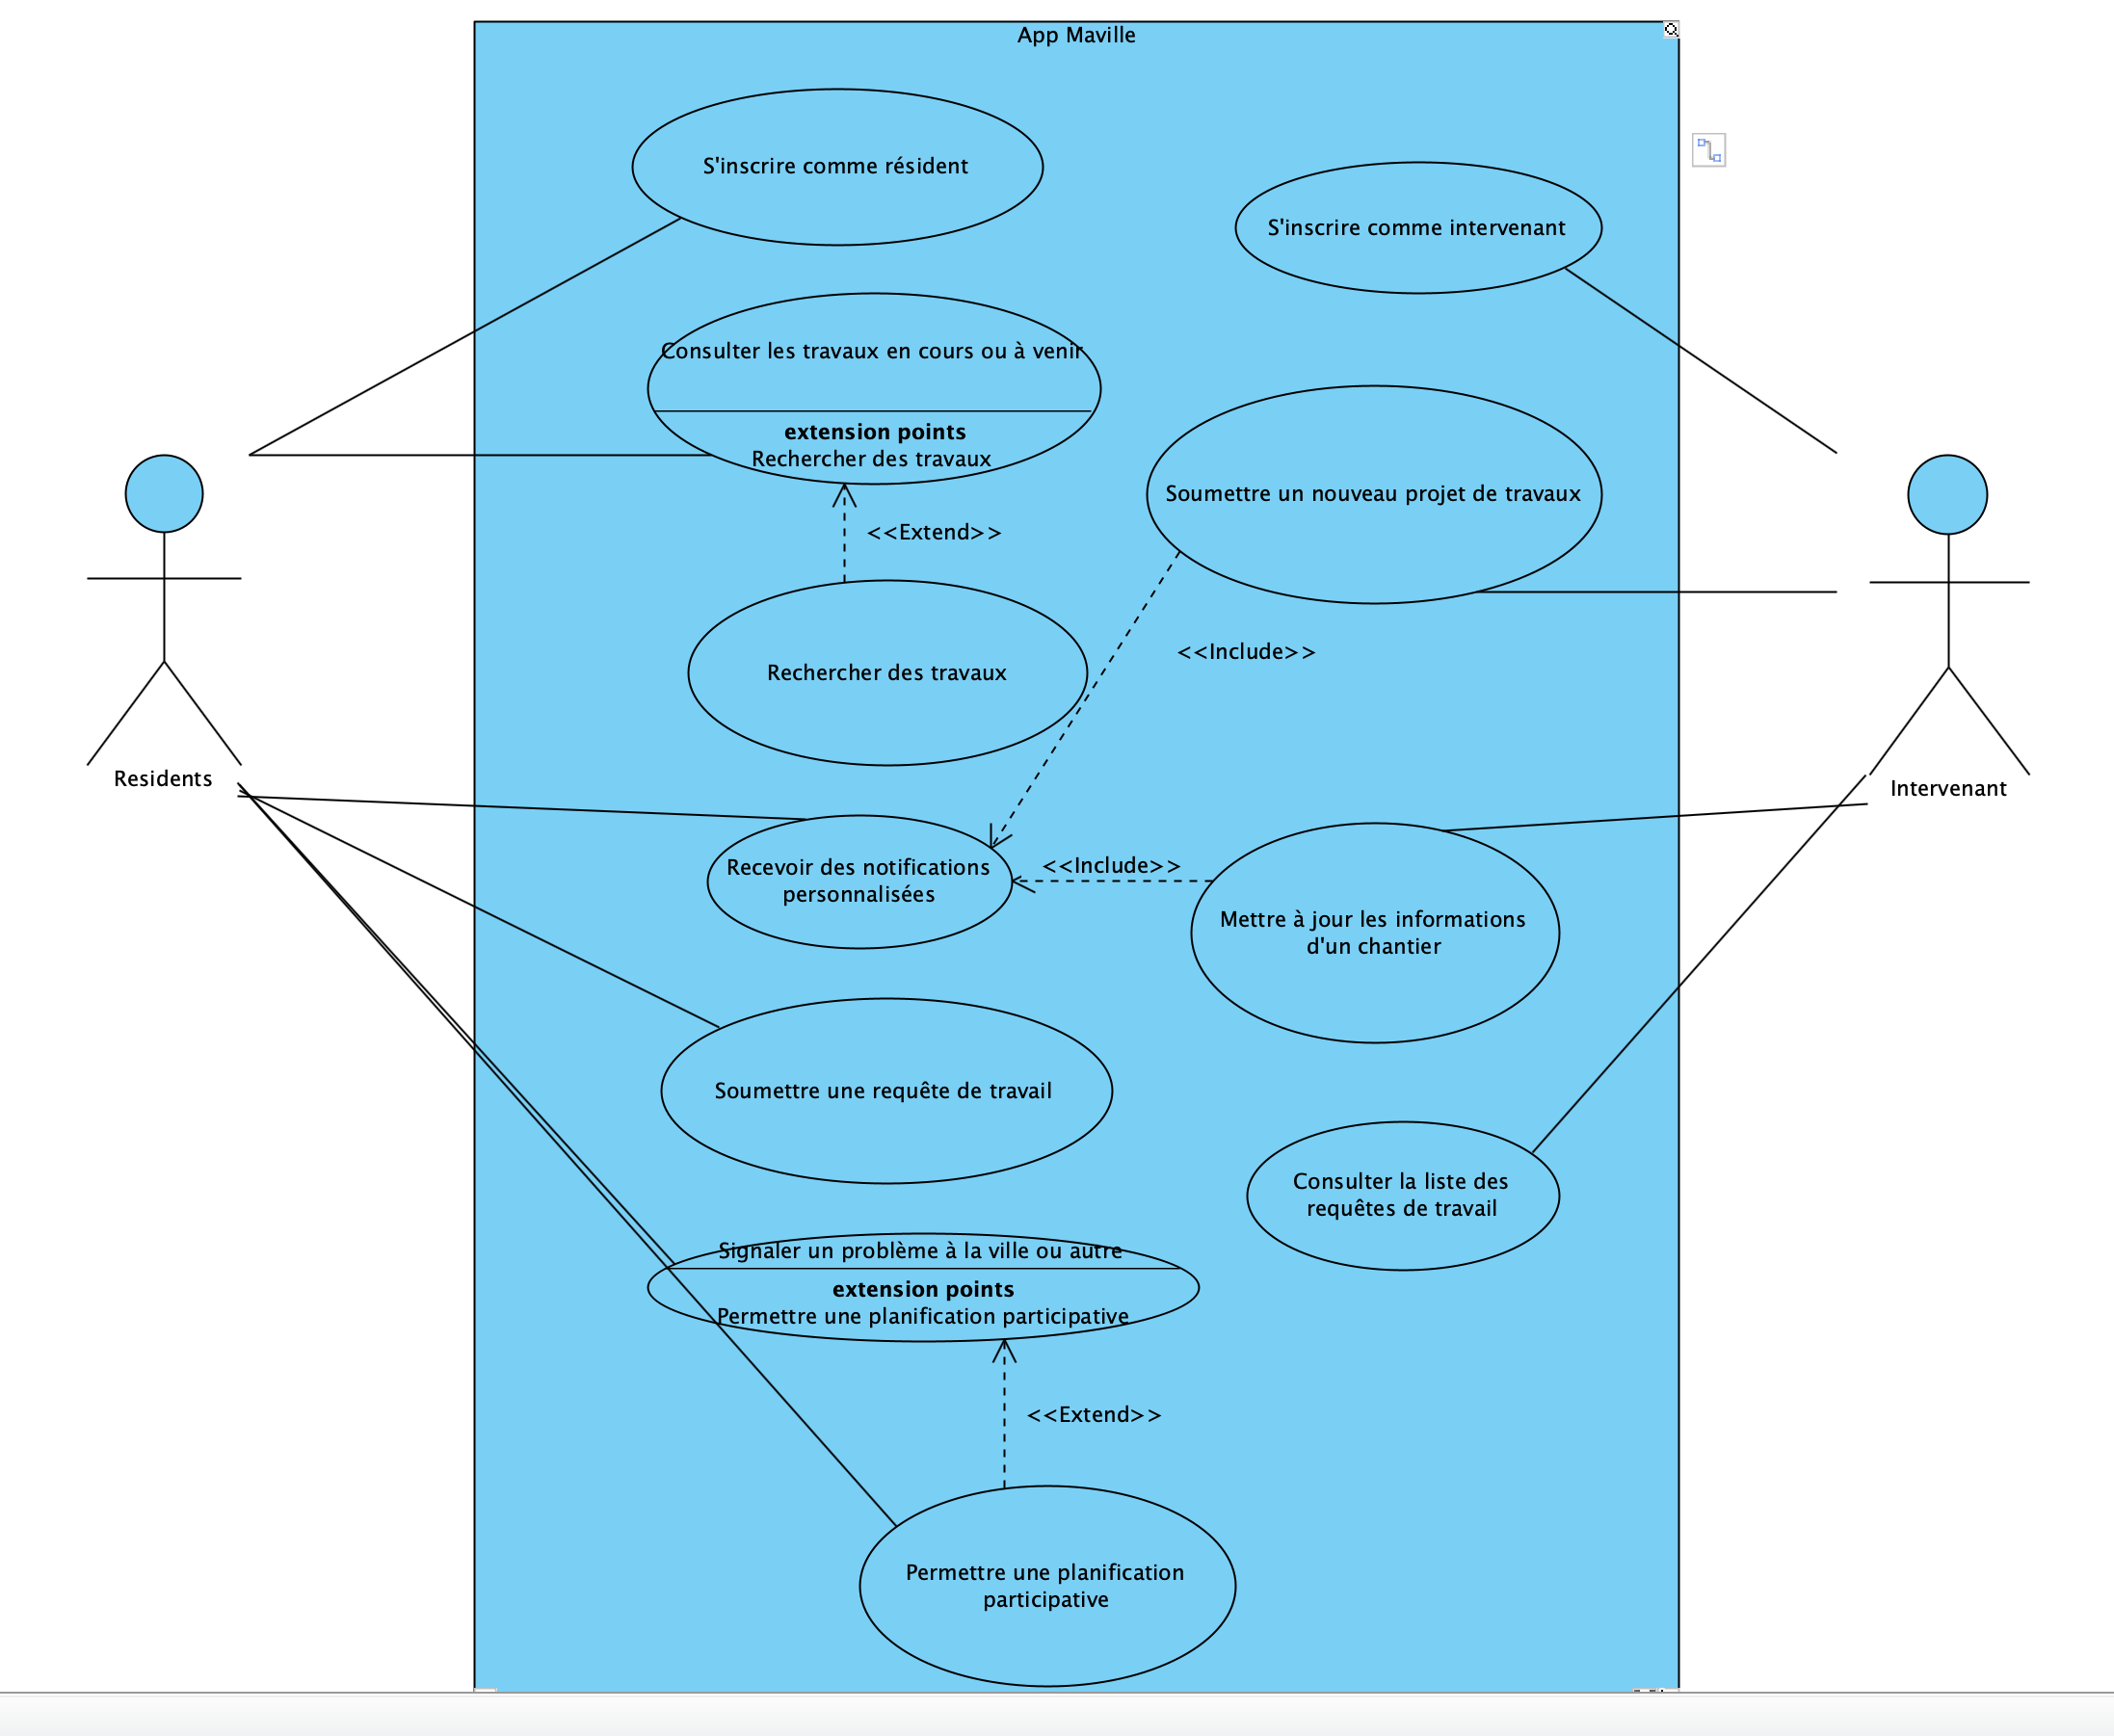 App Maville
S'inscrire comme résident
S'inscrire comme intervenant
Consulter les travaux en cours ou à venir
extension points
Rechercher des travaux
Soumettre un nouveau projet de travaux
<<Extend>>
<<Include>>
Rechercher des travaux
Residents
Intervenant
Recevoir des notifications
personnalisées
<<Include>>
Mettre à jour les informations
d'un chantier
Soumettre une requête de travail
Consulter la liste des
requêtes de travail
Signaler un problème à la ville ou autre
extension points
Permettre une planification participative
<<Extend>>
Permettre une planification
participative